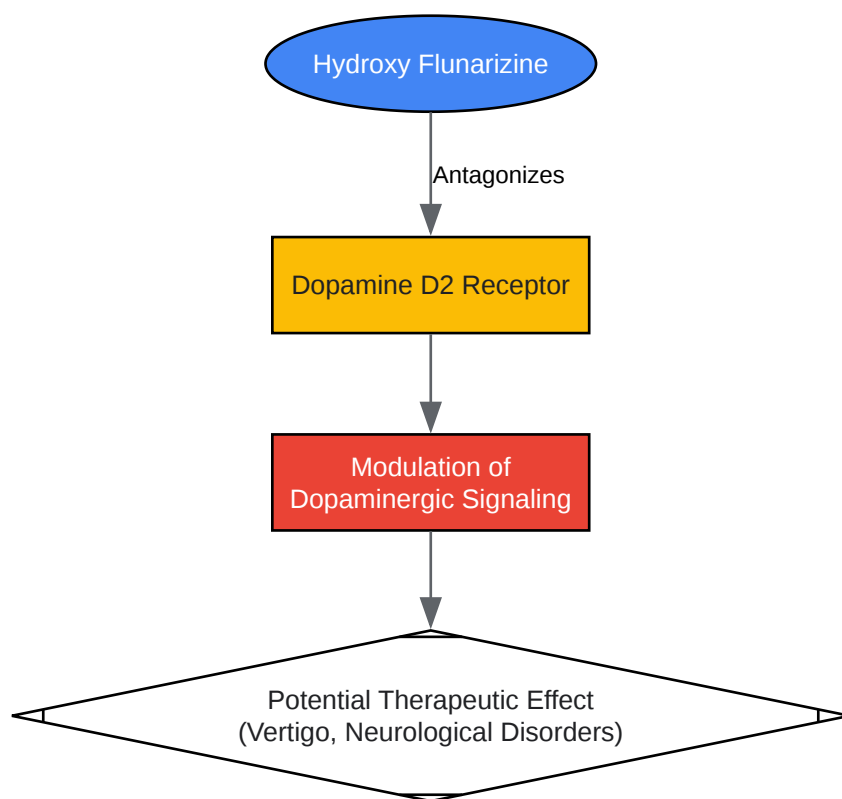 Hydroxy Flunarizine
Antagonizes
Dopamine D2 Receptor
Modulation of
Dopaminergic Signaling
Potential Therapeutic Effect
(Vertigo, Neurological Disorders)